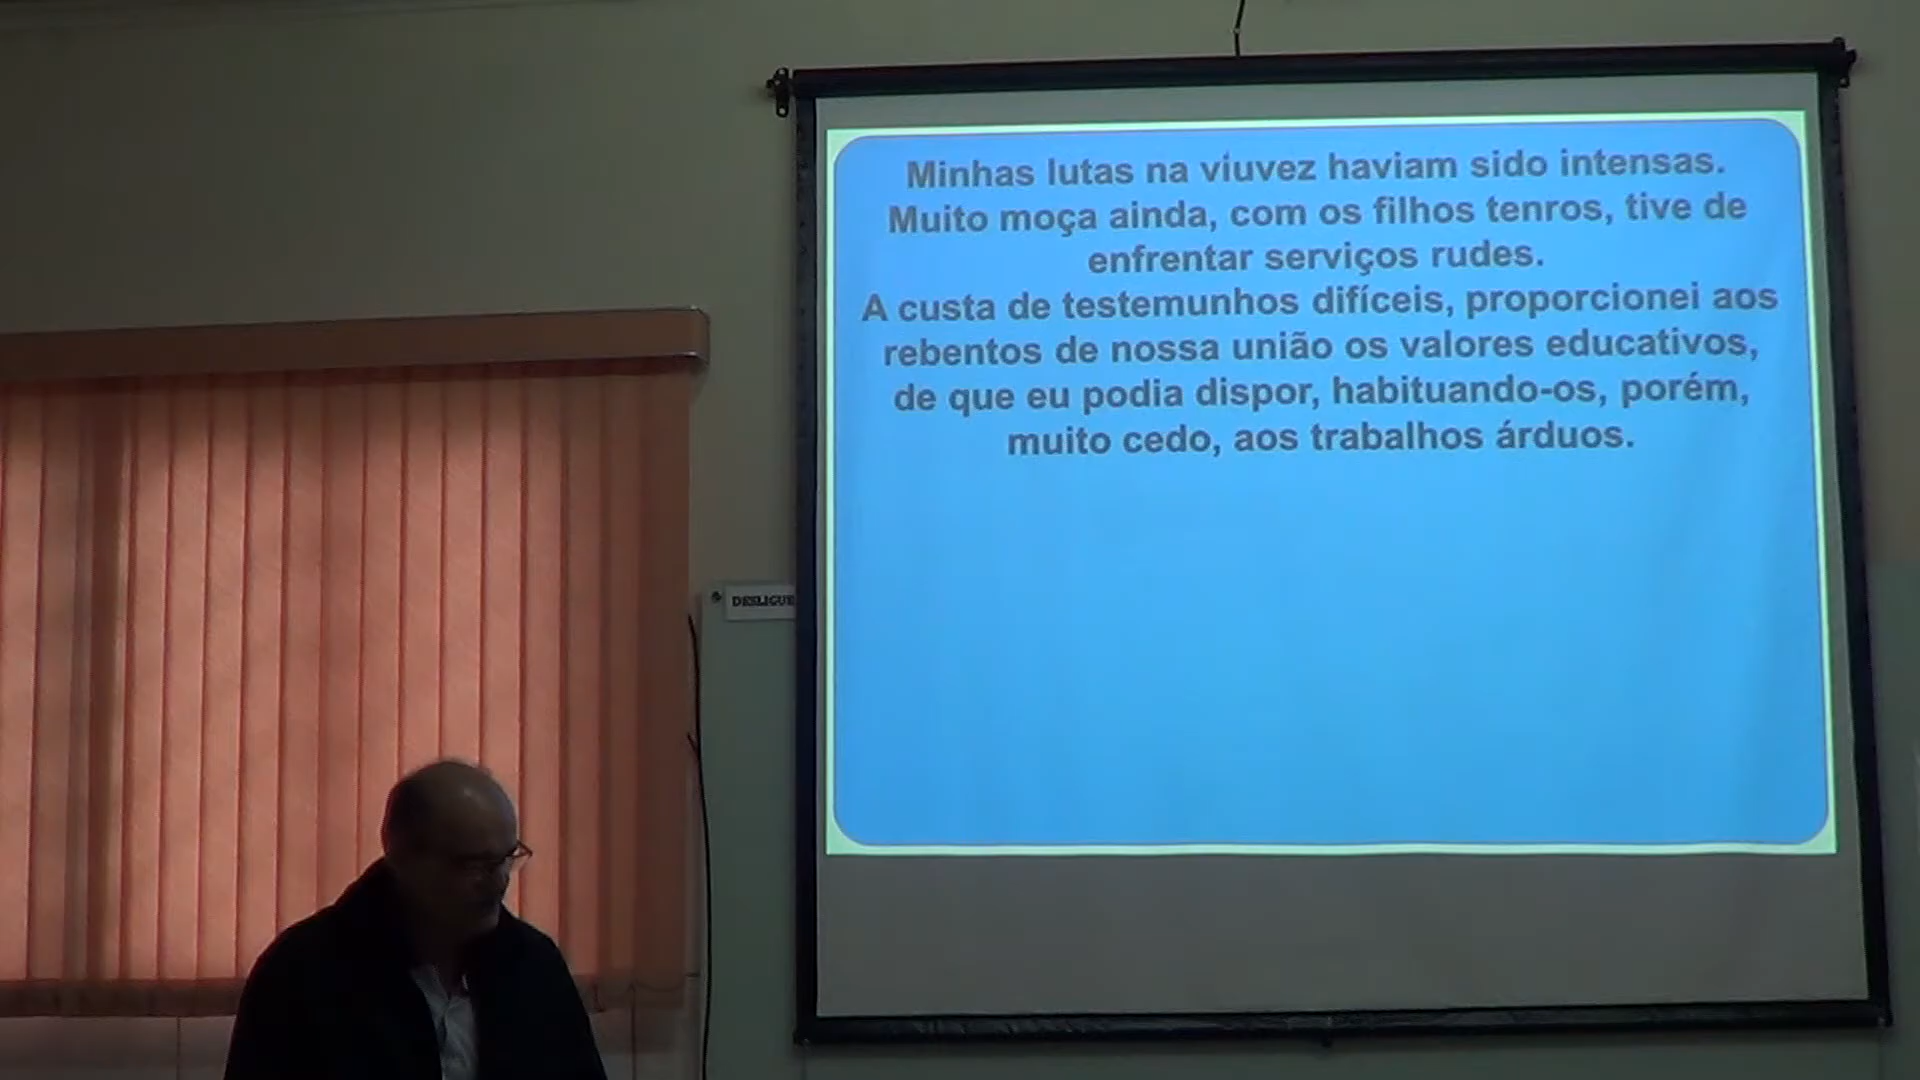 Minhas lutas na viuvez haviam sido intensas.
Muito moça ainda, com os filhos tenros, tive de
enfrentar serviços rudes.
A custa de testemunhos difíceis, proporcionei aos
rebentos de nossa união os valores educativos,
de que eu podia dispor, habituando-os, porém,
muito cedo, aos trabalhos árduos.
DESLIGUE